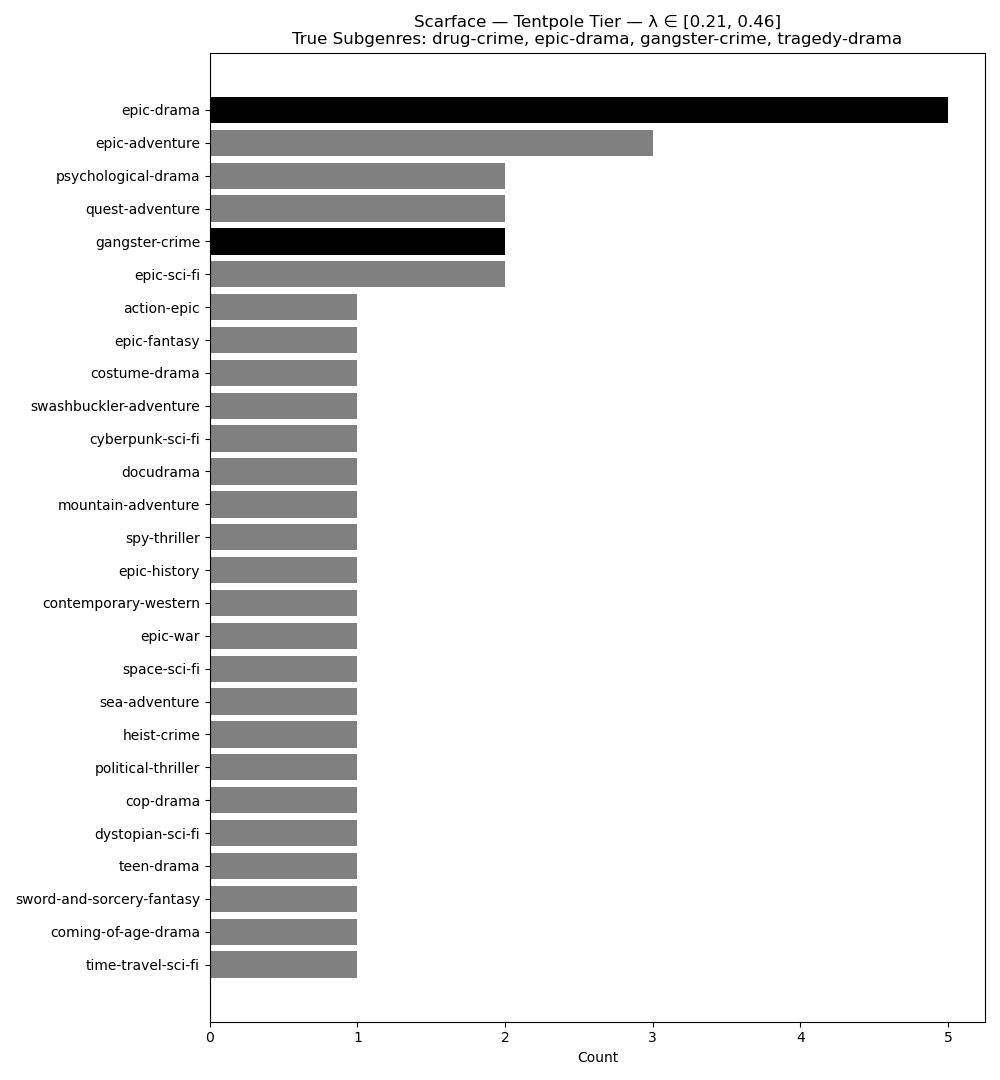 Scarface — Tentpole Tier — λ ∈ [0.21, 0.46]
True Subgenres: drug-crime, epic-drama, gangster-crime, tragedy-drama
epic-drama
epic-adventure
psychological-drama
quest-adventure
gangster-crime
epic-sci-fi
action-epic
epic-fantasy
costume-drama
swashbuckler-adventure
cyberpunk-sci-fi
docudrama
mountain-adventure
spy-thriller
epic-history
contemporary-western
epic-war
space-sci-fi
sea-adventure
heist-crime
political-thriller
cop-drama
dystopian-sci-fi
teen-drama
sword-and-sorcery-fantasy
coming-of-age-drama
time-travel-sci-fi
0 1 2 3 4 5
Count